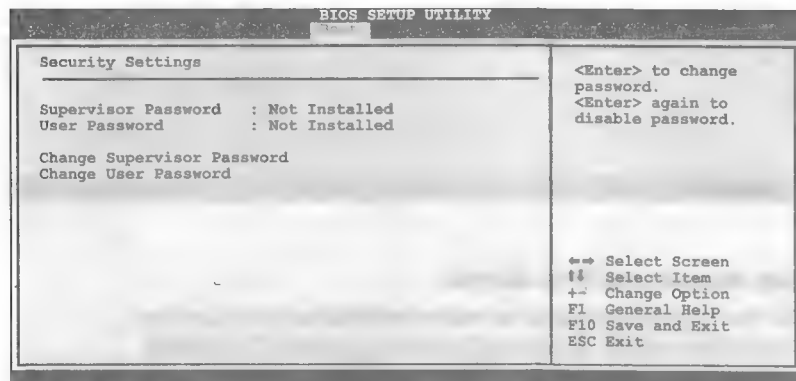 BIOS SETUP UTILITY
Boot
Security Settings
Supervisor Password : Not Installed
User Password : Not Installed
Change Supervisor Password
Change User Password
<Enter> to change
password.
<Enter> again to
disable password.
←→ Select Screen
↑↓ Select Item
+- Change Option
F1 General Help
F10 Save and Exit
ESC Exit